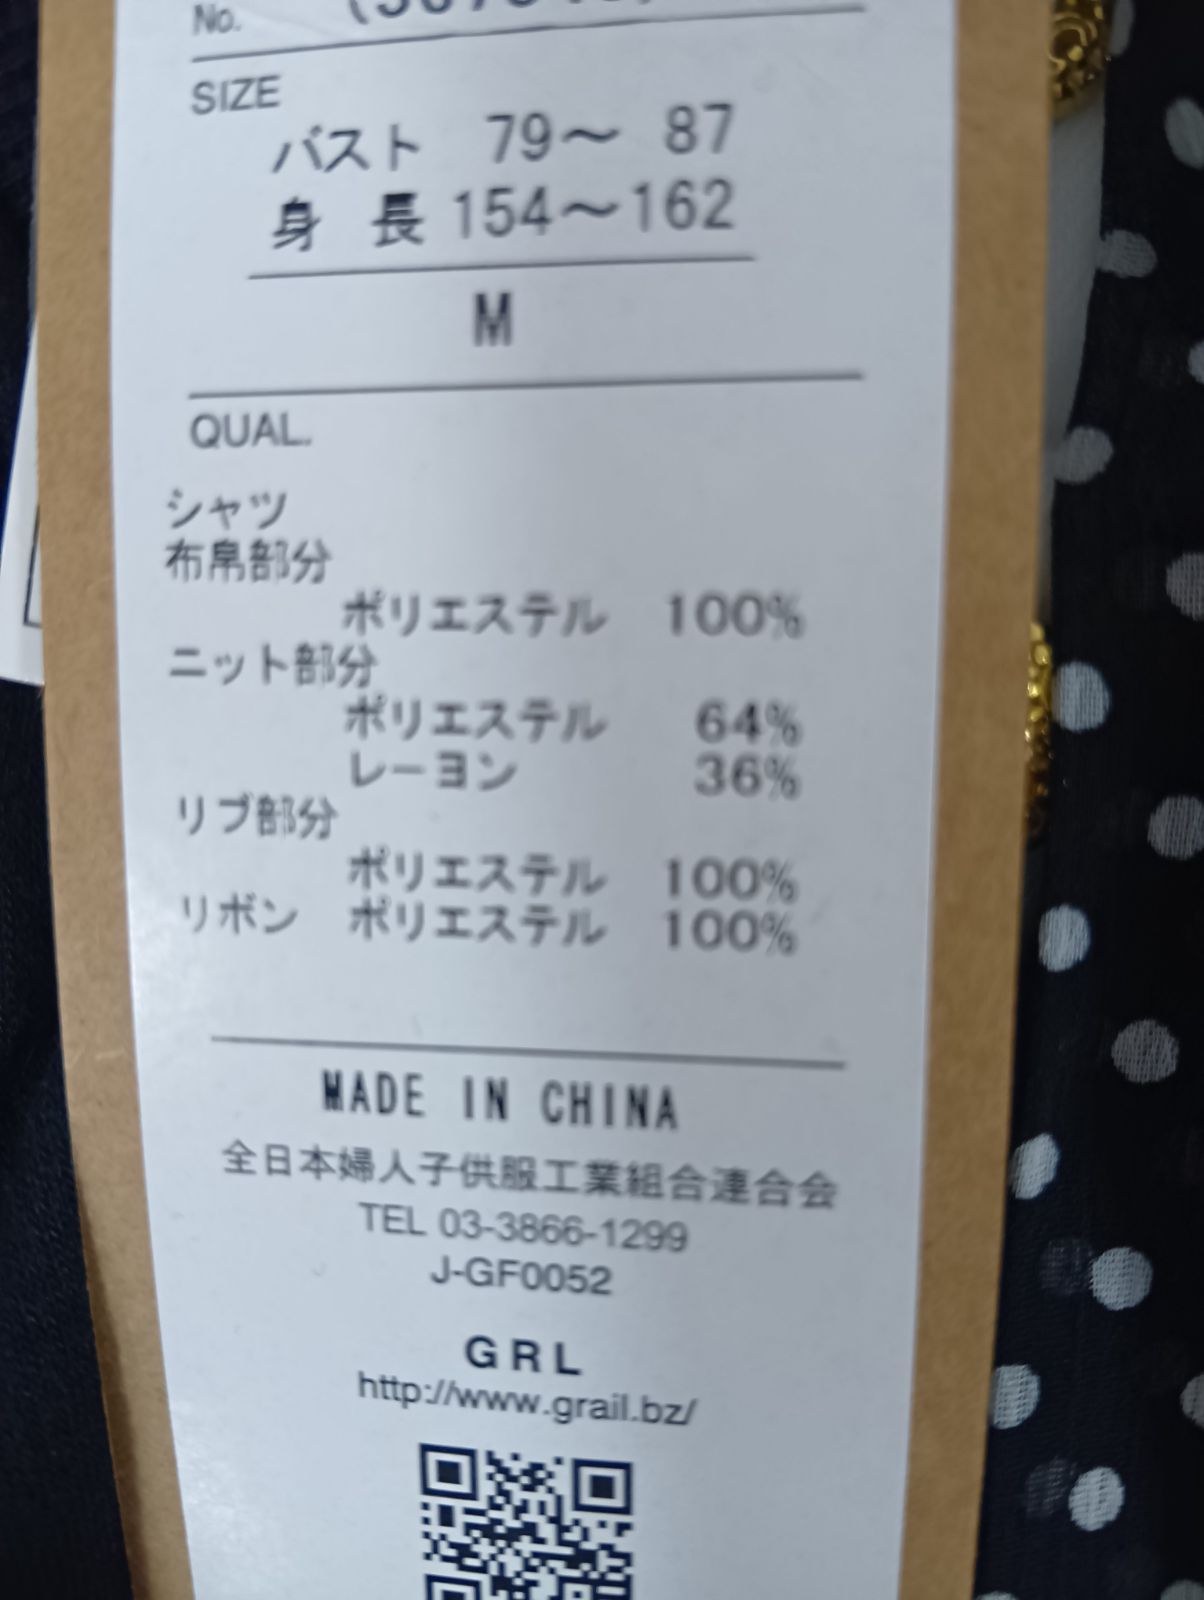 No.
SIZE
バスト 79～ 87
身 長 154～162
M
QUAL.
シャツ
布帛部分
ポリエステル 100%
ニット部分
ポリエステル 64%
レーヨン 36%
リブ部分
ポリエステル 100%
リボン ポリエステル 100%
MADE IN CHINA
全日本婦人子供服工業組合連合会
TEL 03-3866-1299
J-GF0052
GRL
http://www.grail.bz/